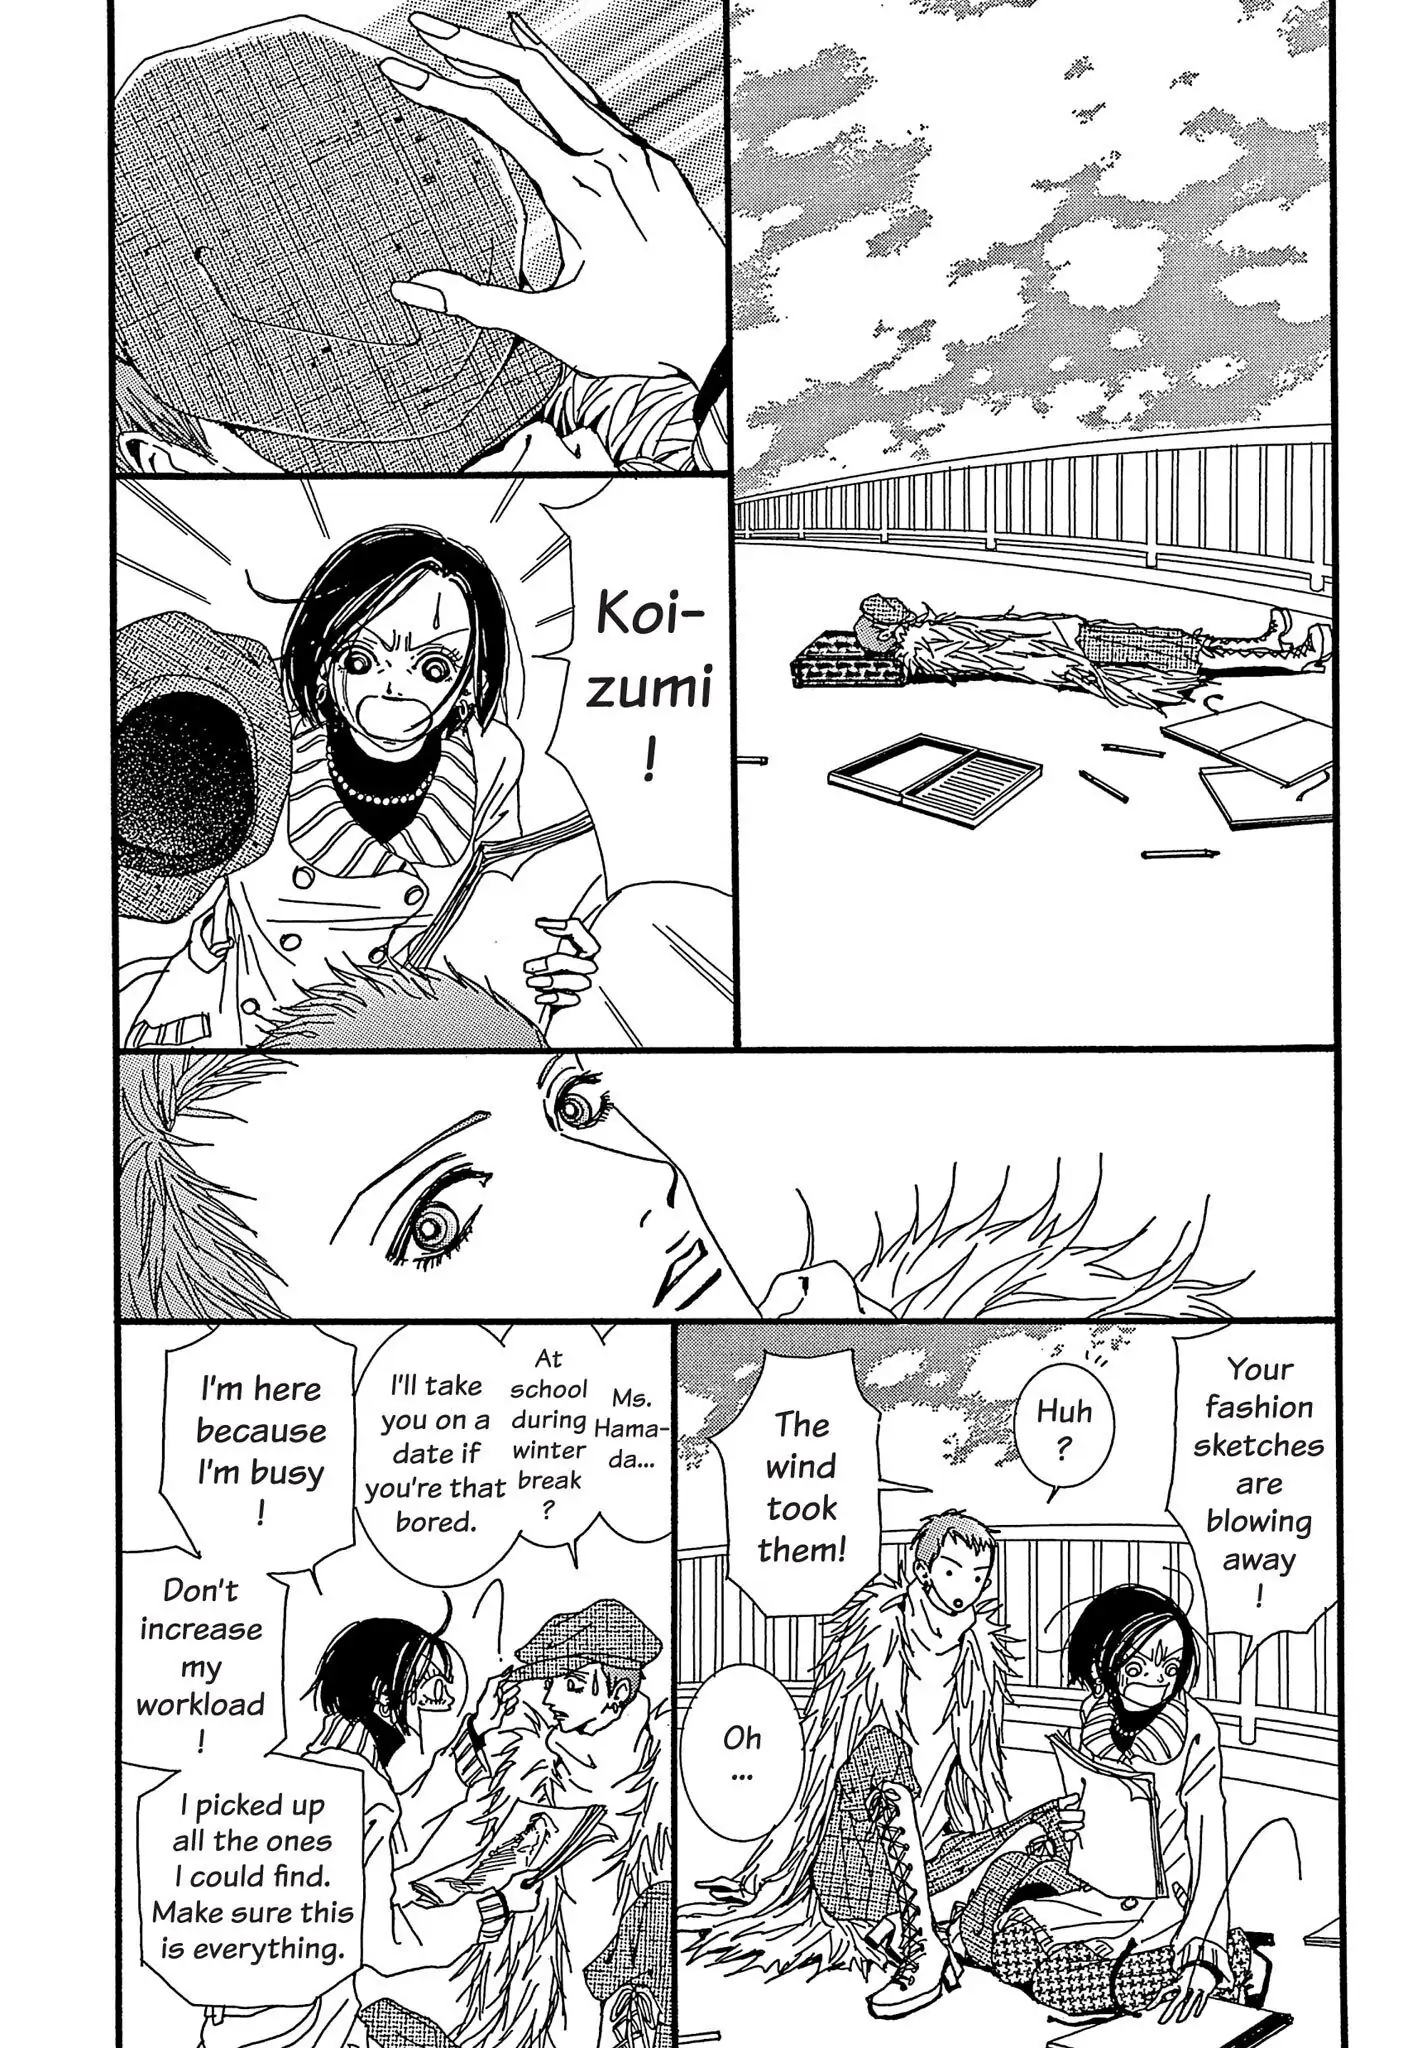 Koi-
zumi
!
Your
fashion
sketches
are
blowing
away
!
Huh
?
The
wind
took
them!
Oh
...
Ms.
Hama-
da...
At
school
during
winter
break
?
I'll take
you on a
date if
you're that
bored.
I'm here
because
I'm busy
!
Don't
increase
my
workload
!
I picked up
all the ones
I could find.
Make sure this
is everything.